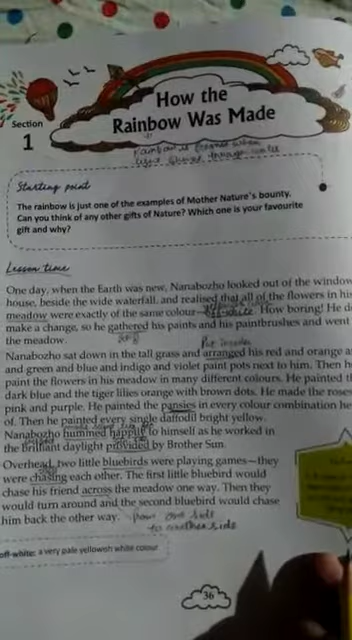 How the
Rainbow Was Made
Section
1
rainbow is formed when
light through
Starting point
The rainbow is just one of the examples of Mother Nature's bounty.
Can you think of any other gifts of Nature? Which one is your favourite
gift and why?
Lesson time
One day, when the Earth was new, Nanabozho looked out of the window
house, beside the wide waterfall, and realised that all of the flowers in his
meadow were exactly of the same colour—off-white. How boring! He de
make a change, so he gathered his paints and his paintbrushes and went
the meadow.
Nanabozho sat down in the tall grass and arranged his red and orange a
and green and blue and indigo and violet paint pots next to him. Then h
paint the flowers in his meadow in many different colours. He painted th
dark blue and the tiger lilies orange with brown dots. He made the roses
pink and purple. He painted the pansies in every colour combination he
of. Then he painted every single daffodil bright yellow.
Nanabozho hummed happily to himself as he worked in
the brilliant daylight provided by Brother Sun.
Overhead, two little bluebirds were playing games—they
were chasing each other. The first little bluebird would
chase his friend across the meadow one way. Then they
would turn around and the second bluebird would chase
him back the other way.
from one side
to another side
off-white: a very pale yellowish white colour
36